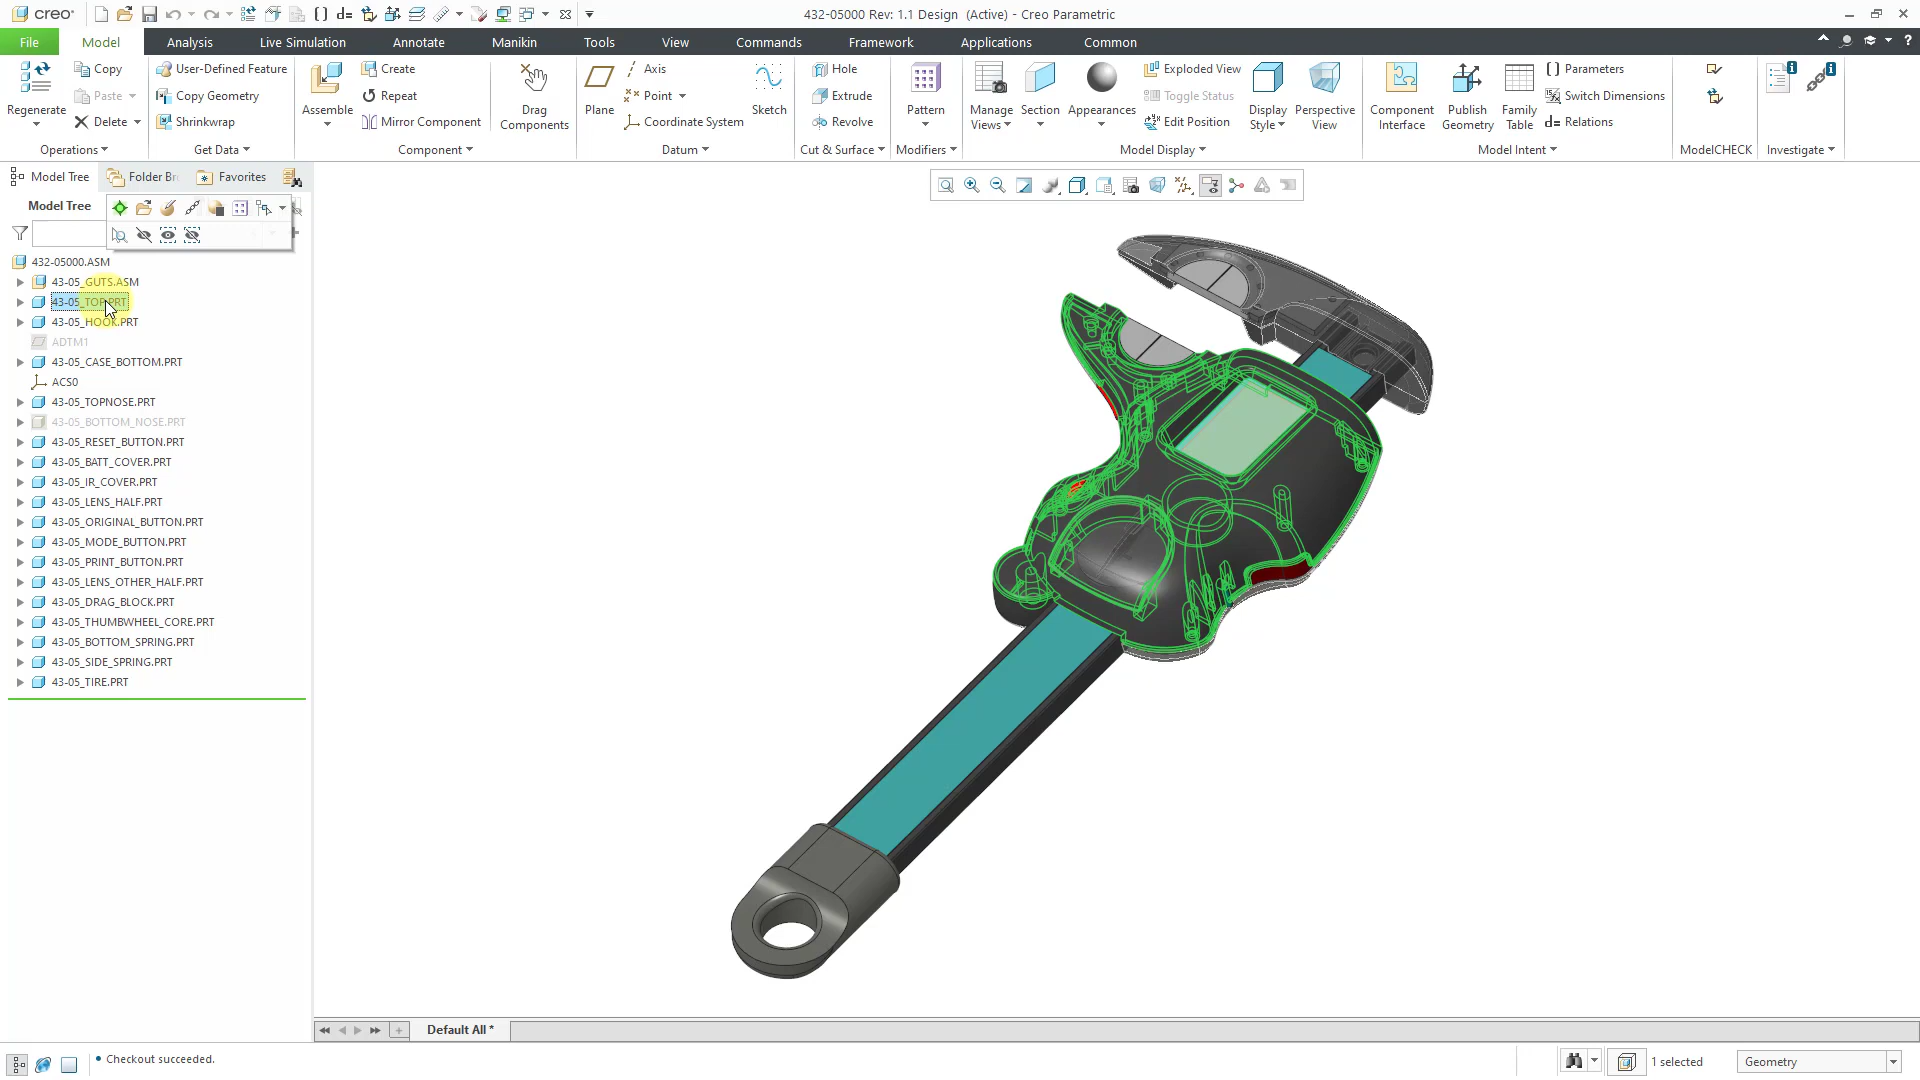 creo
432-05000 Rev: 1.1 Design (Active) - Creo Parametric
File Model Analysis Live Simulation Annotate Manikin Tools View Commands Framework Applications Common
Regenerate
Copy
Paste
Delete
Operations
User-Defined Feature
Copy Geometry
Shrinkwrap
Get Data
Assemble
Create
Repeat
Mirror Component
Component
Drag Components
Plane
Axis
Point
Coordinate System
Sketch
Datum
Hole
Extrude
Revolve
Cut & Surface
Pattern
Modifiers
Manage Views
Section
Appearances
Exploded View
Toggle Status
Edit Position
Display Style
Perspective View
Model Display
Component Interface
Publish Geometry
Family Table
Parameters
Switch Dimensions
d= Relations
Model Intent
ModelCHECK
Investigate
Model Tree
Folder Br
Favorites
Model Tree
432-05000.ASM
43-05_GUTS.ASM
43-05_TOP.PRT
43-05_HOOK.PRT
ADTM1
43-05_CASE_BOTTOM.PRT
ACS0
43-05_TOPNOSE.PRT
43-05_BOTTOM_NOSE.PRT
43-05_RESET_BUTTON.PRT
43-05_BATT_COVER.PRT
43-05_IR_COVER.PRT
43-05_LENS_HALF.PRT
43-05_ORIGINAL_BUTTON.PRT
43-05_MODE_BUTTON.PRT
43-05_PRINT_BUTTON.PRT
43-05_LENS_OTHER_HALF.PRT
43-05_DRAG_BLOCK.PRT
43-05_THUMBWHEEL_CORE.PRT
43-05_BOTTOM_SPRING.PRT
43-05_SIDE_SPRING.PRT
43-05_TIRE.PRT
Default All *
• Checkout succeeded.
1 selected
Geometry